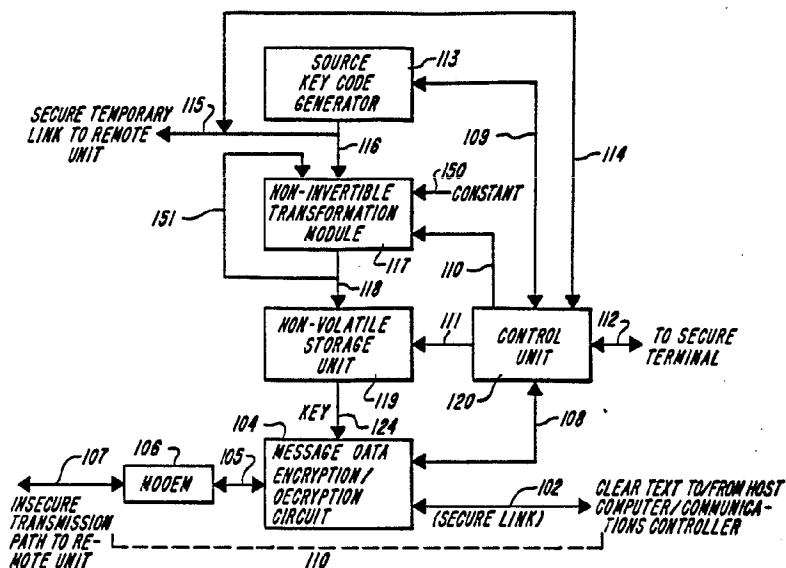 113
SOURCE
KEY CODE
GENERATOR
SECURE TEMPORARY
LINK TO REMOTE
UNIT
115
116
109
114
151
NON-INVERTIBLE
TRANSFORMATION
MODULE
117
150
CONSTANT
110
118
NON-VOLATILE
STORAGE
UNIT
119
111
CONTROL
UNIT
120
112
TO SECURE
TERMINAL
KEY
124
108
104
MESSAGE DATA
ENCRYPTION/
DECRYPTION
CIRCUIT
107
106
MODEM
105
102
(SECURE LINK)
CLEAR TEXT TO/FROM HOST
COMPUTER/COMMUNICA-
TIONS CONTROLLER
INSECURE
TRANSMISSION
PATH TO RE-
MOTE UNIT
110